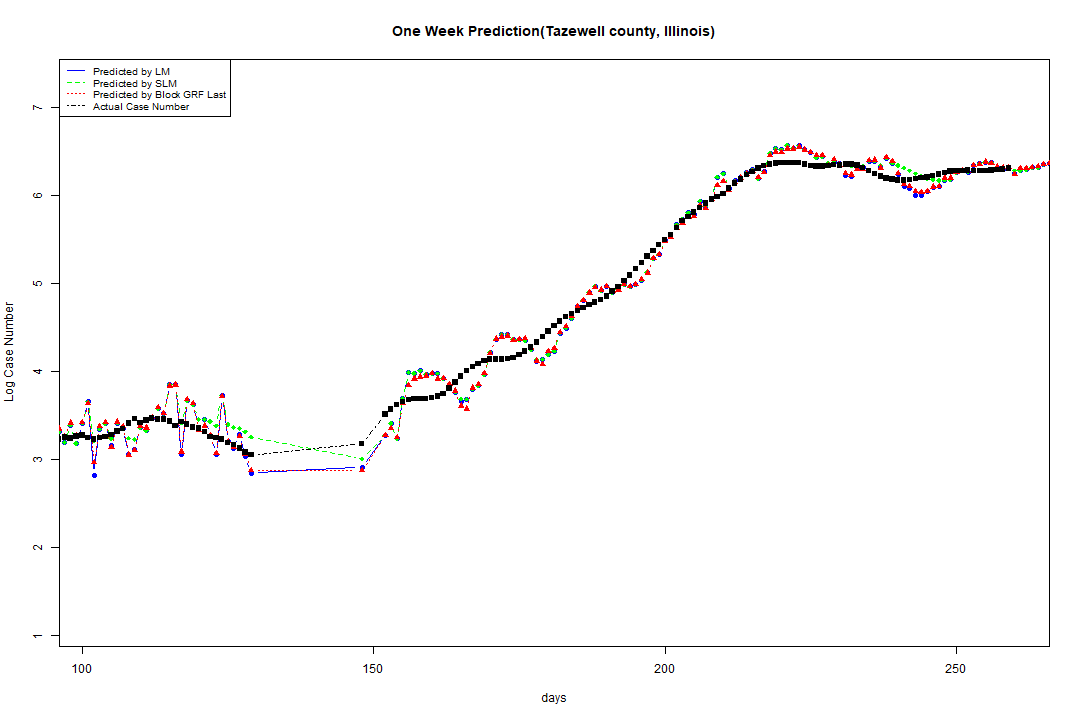 One Week Prediction(Tazewell county, Illinois)
Predicted by LM
Predicted by SLM
Predicted by Block GRF Last
Actual Case Number
7
6
5
4
3
2
1
Log Case Number
100 150 200 250
days